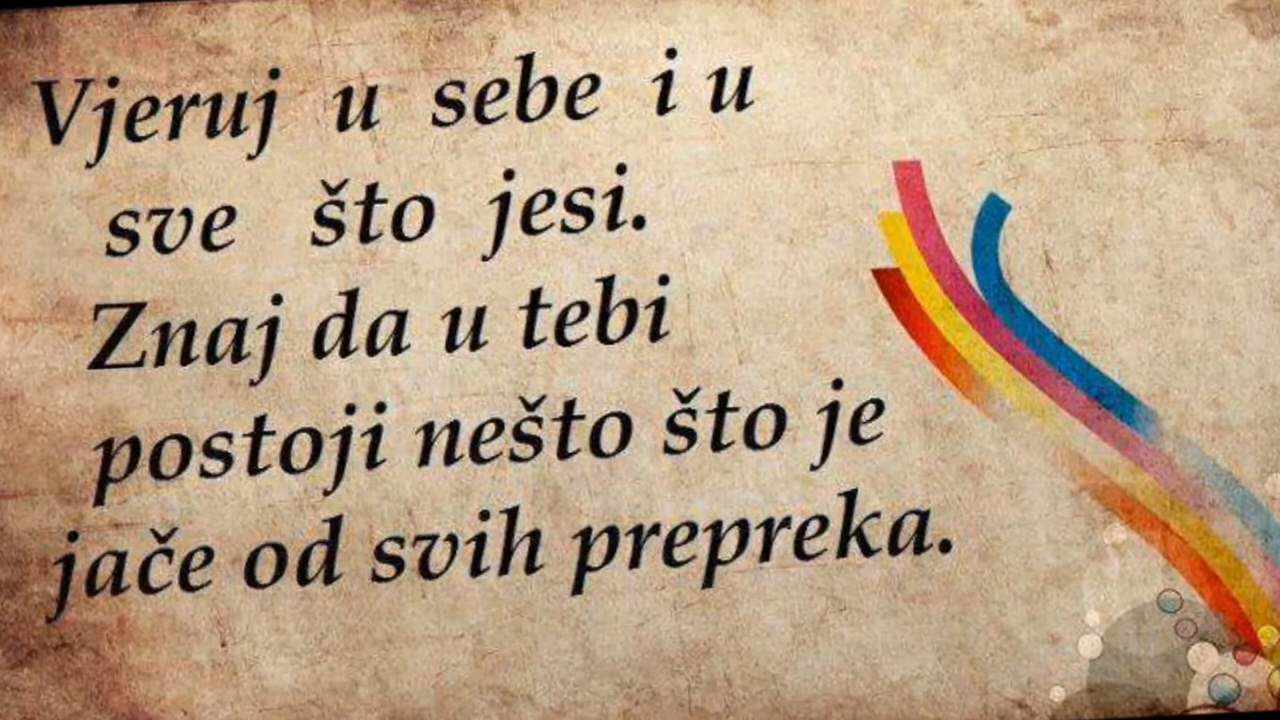 Vjeruj u sebe i u
sve što jesi.
Znaj da u tebi
postoji nešto što je
jače od svih prepreka.